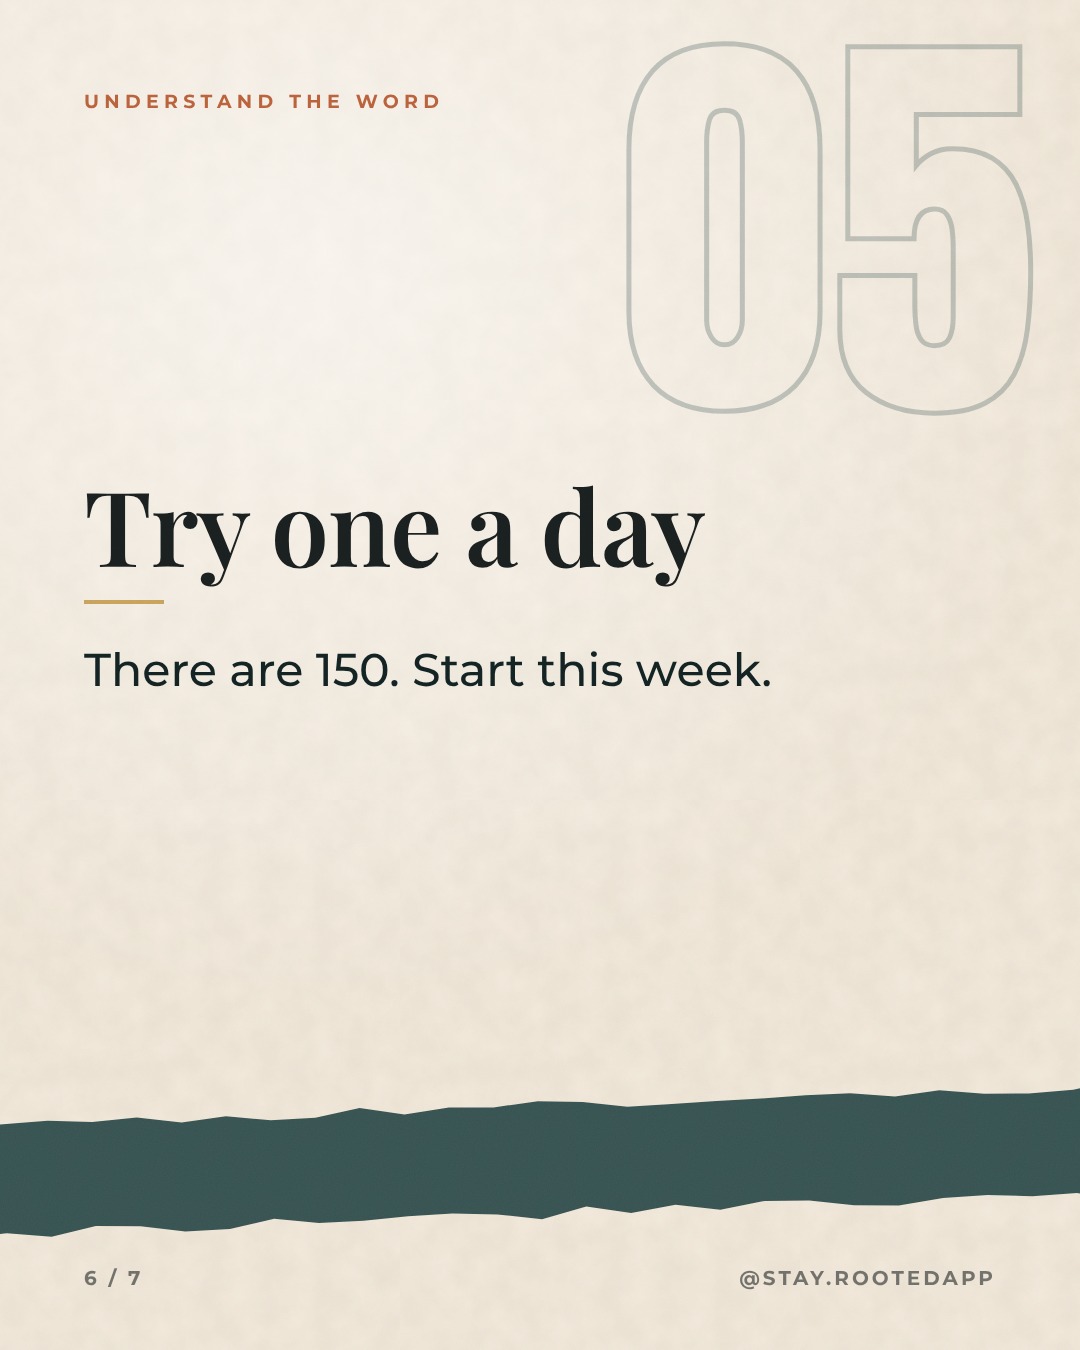 UNDERSTAND THE WORD
05
Try one a day
There are 150. Start this week.
6 / 7
@STAY.ROOTEDAPP